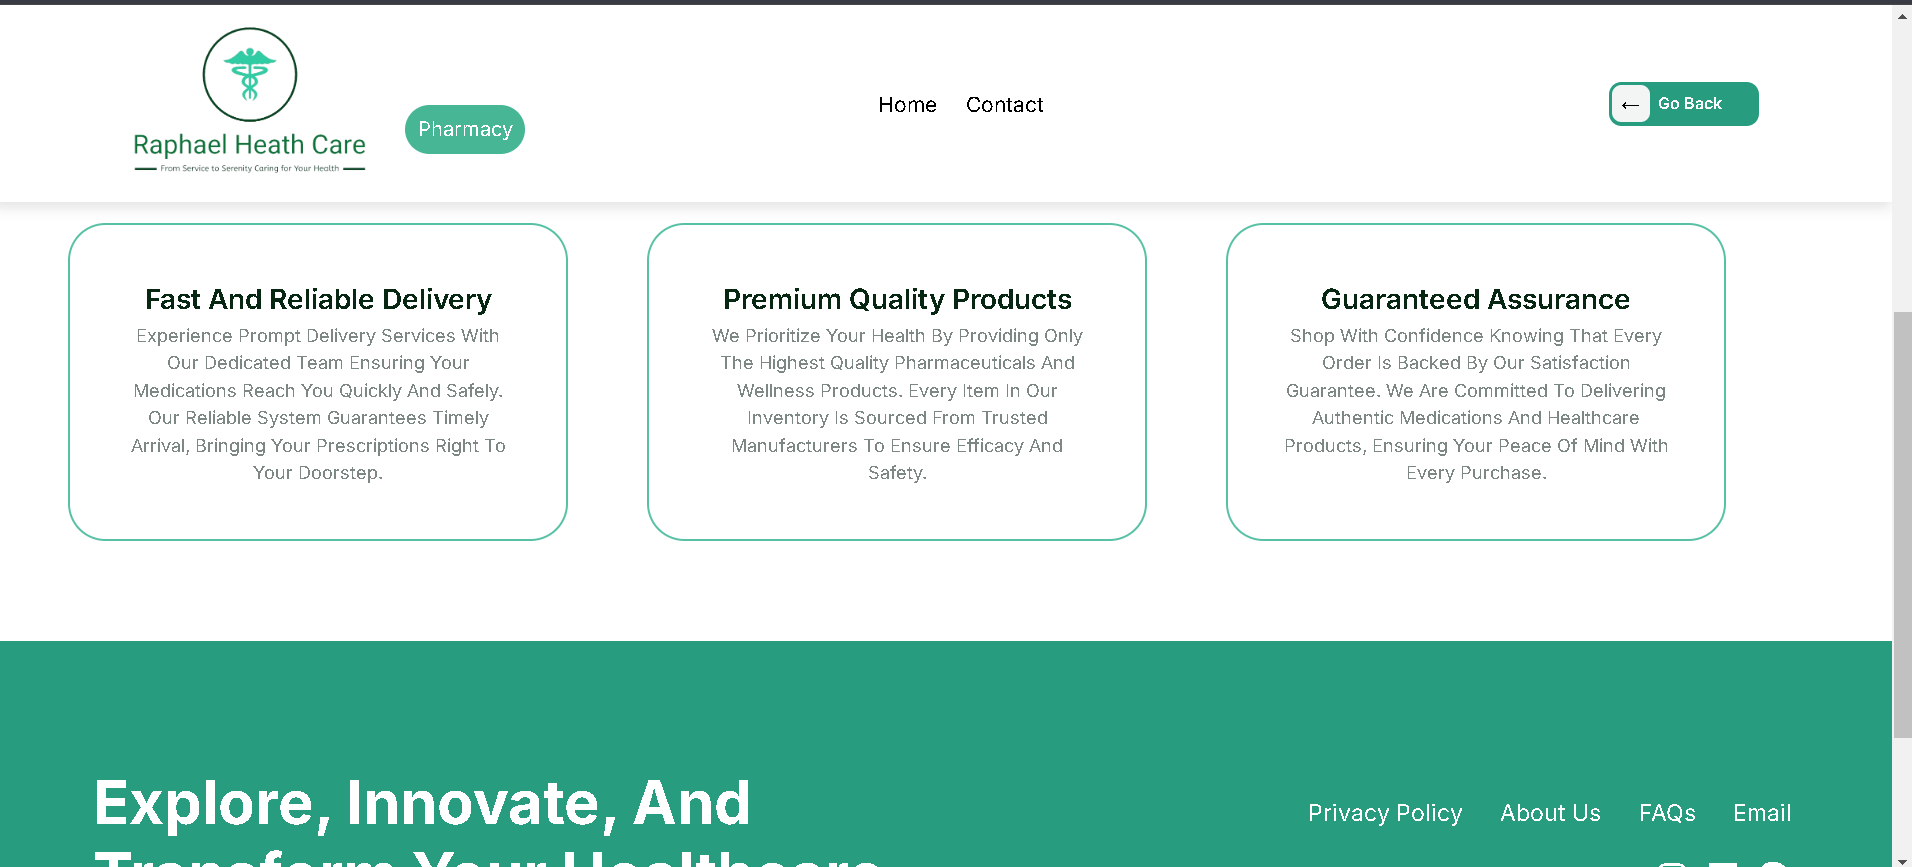 Raphael Heath Care
From Service to Serenity Caring for Your Health
Pharmacy
Home Contact
← Go Back
Fast And Reliable Delivery
Experience Prompt Delivery Services With
Our Dedicated Team Ensuring Your
Medications Reach You Quickly And Safely.
Our Reliable System Guarantees Timely
Arrival, Bringing Your Prescriptions Right To
Your Doorstep.
Premium Quality Products
We Prioritize Your Health By Providing Only
The Highest Quality Pharmaceuticals And
Wellness Products. Every Item In Our
Inventory Is Sourced From Trusted
Manufacturers To Ensure Efficacy And
Safety.
Guaranteed Assurance
Shop With Confidence Knowing That Every
Order Is Backed By Our Satisfaction
Guarantee. We Are Committed To Delivering
Authentic Medications And Healthcare
Products, Ensuring Your Peace Of Mind With
Every Purchase.
Explore, Innovate, And
Transform Your Healthcare
Privacy Policy About Us FAQs Email